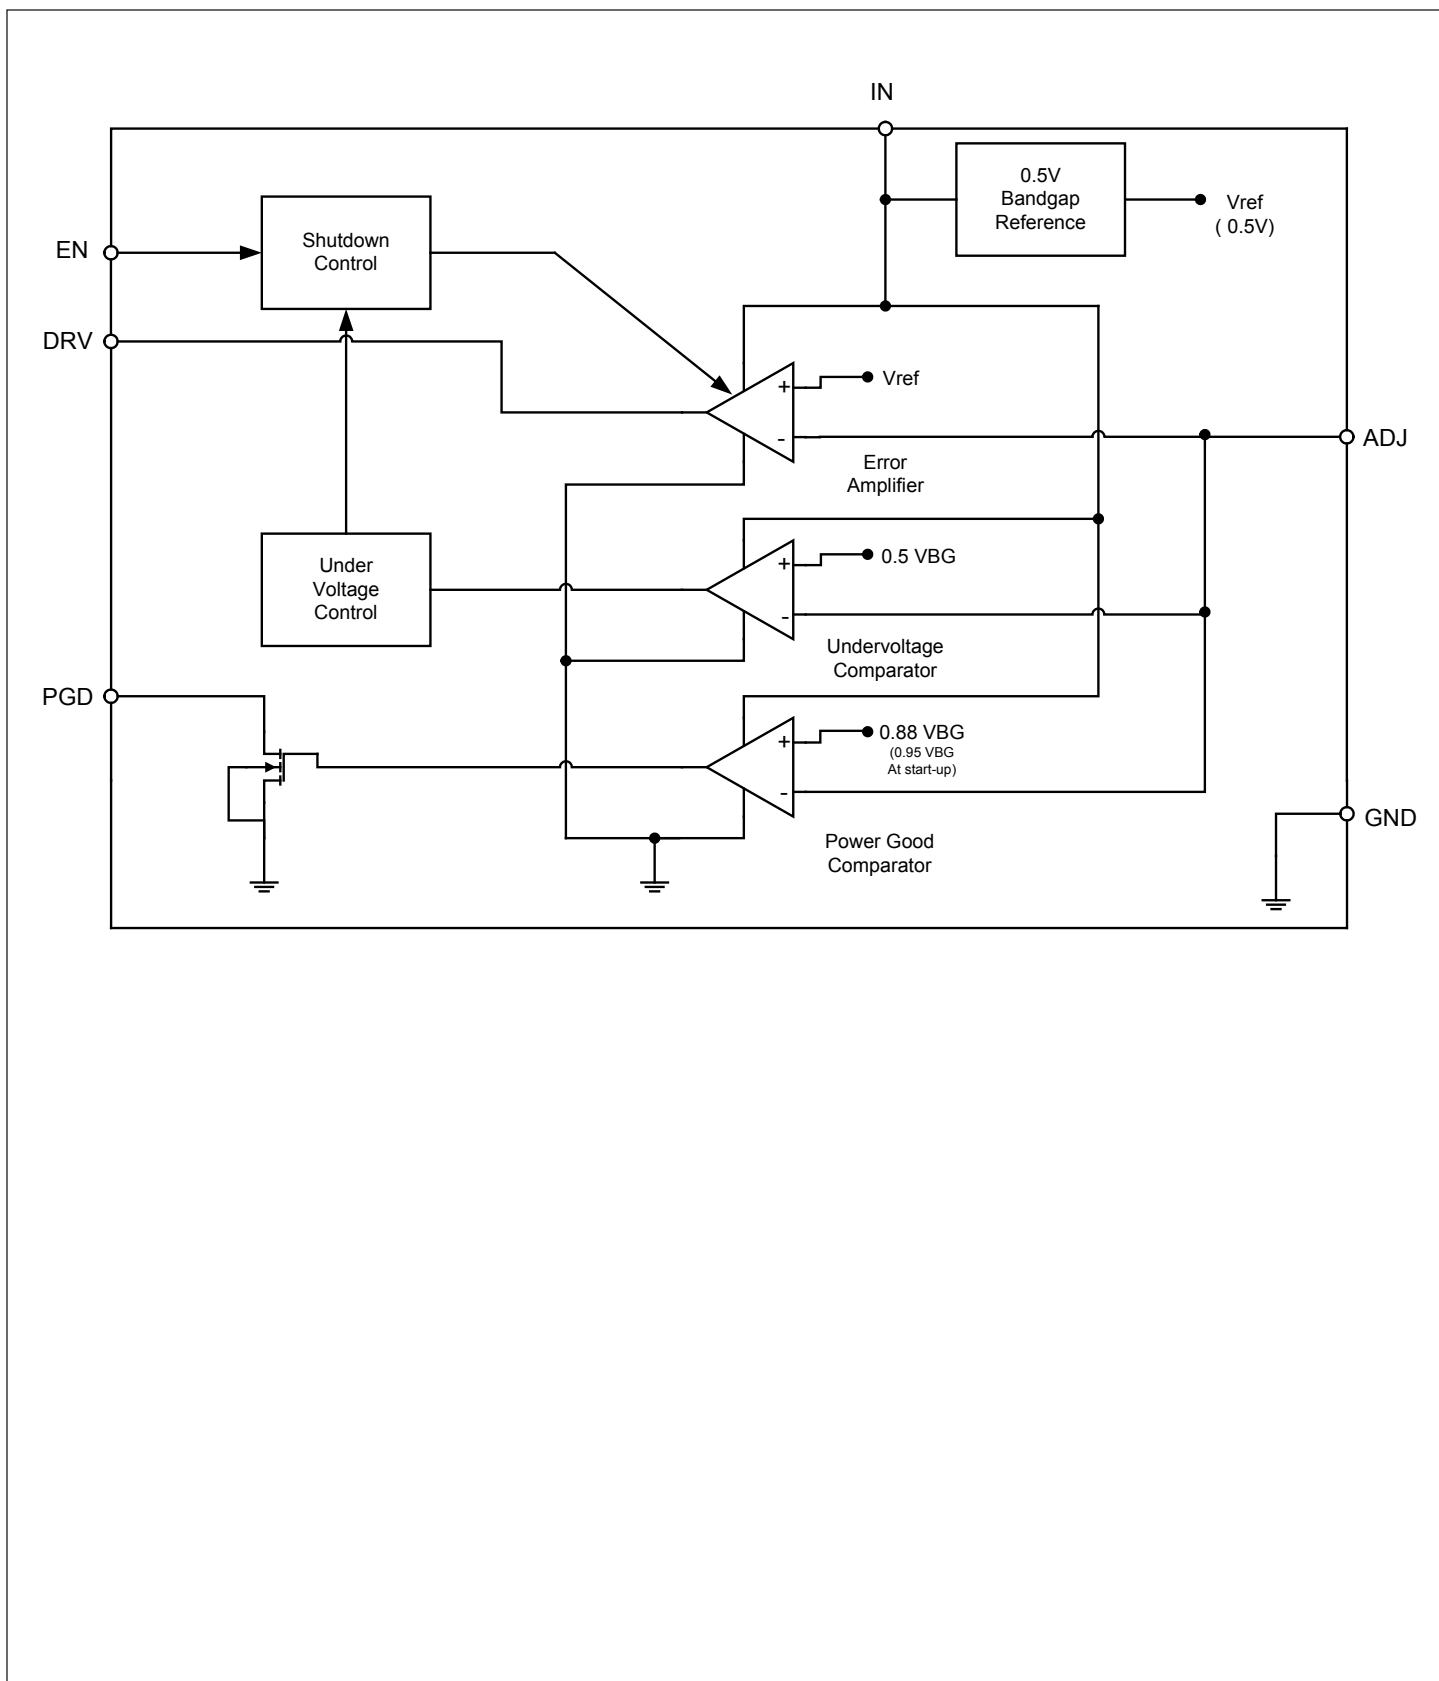 IN
0.5V
Bandgap
Reference
Vref
( 0.5V)
EN
Shutdown
Control
DRV
+
Vref
-
ADJ
Error
Amplifier
Under
Voltage
Control
+
0.5 VBG
-
Undervoltage
Comparator
PGD
+
0.88 VBG
(0.95 VBG
At start-up)
-
GND
Power Good
Comparator